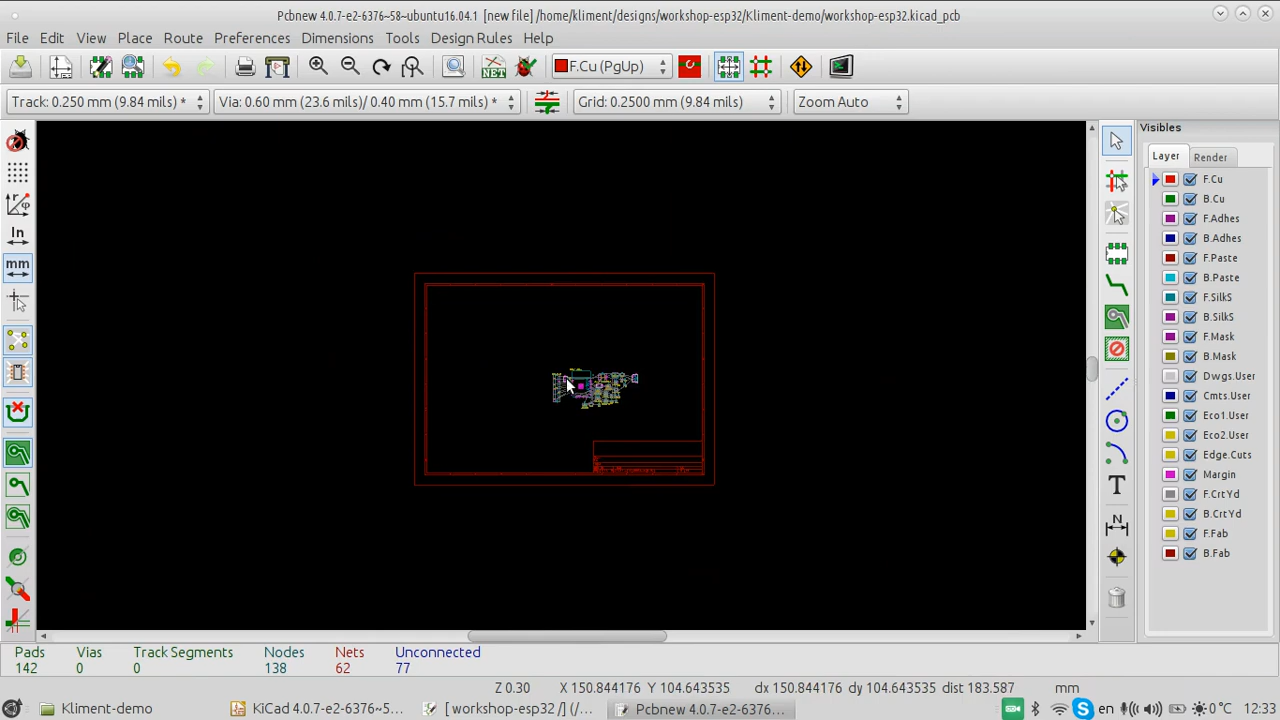 Pcbnew 4.0.7-e2-6376~58~ubuntu16.04.1 [new file] /home/kliment/designs/workshop-esp32/Kliment-demo/workshop-esp32.kicad_pcb
File Edit View Place Route Preferences Dimensions Tools Design Rules Help
NET F.Cu (PgUp)
Track: 0.250 mm (9.84 mils) * Via: 0.60 mm (23.6 mils)/ 0.40 mm (15.7 mils) * Grid: 0.2500 mm (9.84 mils) Zoom Auto
Visibles
Layer Render
F.Cu
B.Cu
F.Adhes
B.Adhes
F.Paste
B.Paste
F.SilkS
B.SilkS
F.Mask
B.Mask
Dwgs.User
Cmts.User
Eco1.User
Eco2.User
Edge.Cuts
Margin
F.CrtYd
B.CrtYd
F.Fab
B.Fab
In
mm
T
N
Pads Vias Track Segments Nodes Nets Unconnected
142 0 0 138 62 77
Z 0.30 X 150.844176 Y 104.643535 dx 150.844176 dy 104.643535 dist 183.587 mm
Kliment-demo KiCad 4.0.7-e2-6376~5... [ workshop-esp32 /] (/... Pcbnew 4.0.7-e2-6376... en 0°C 12:33